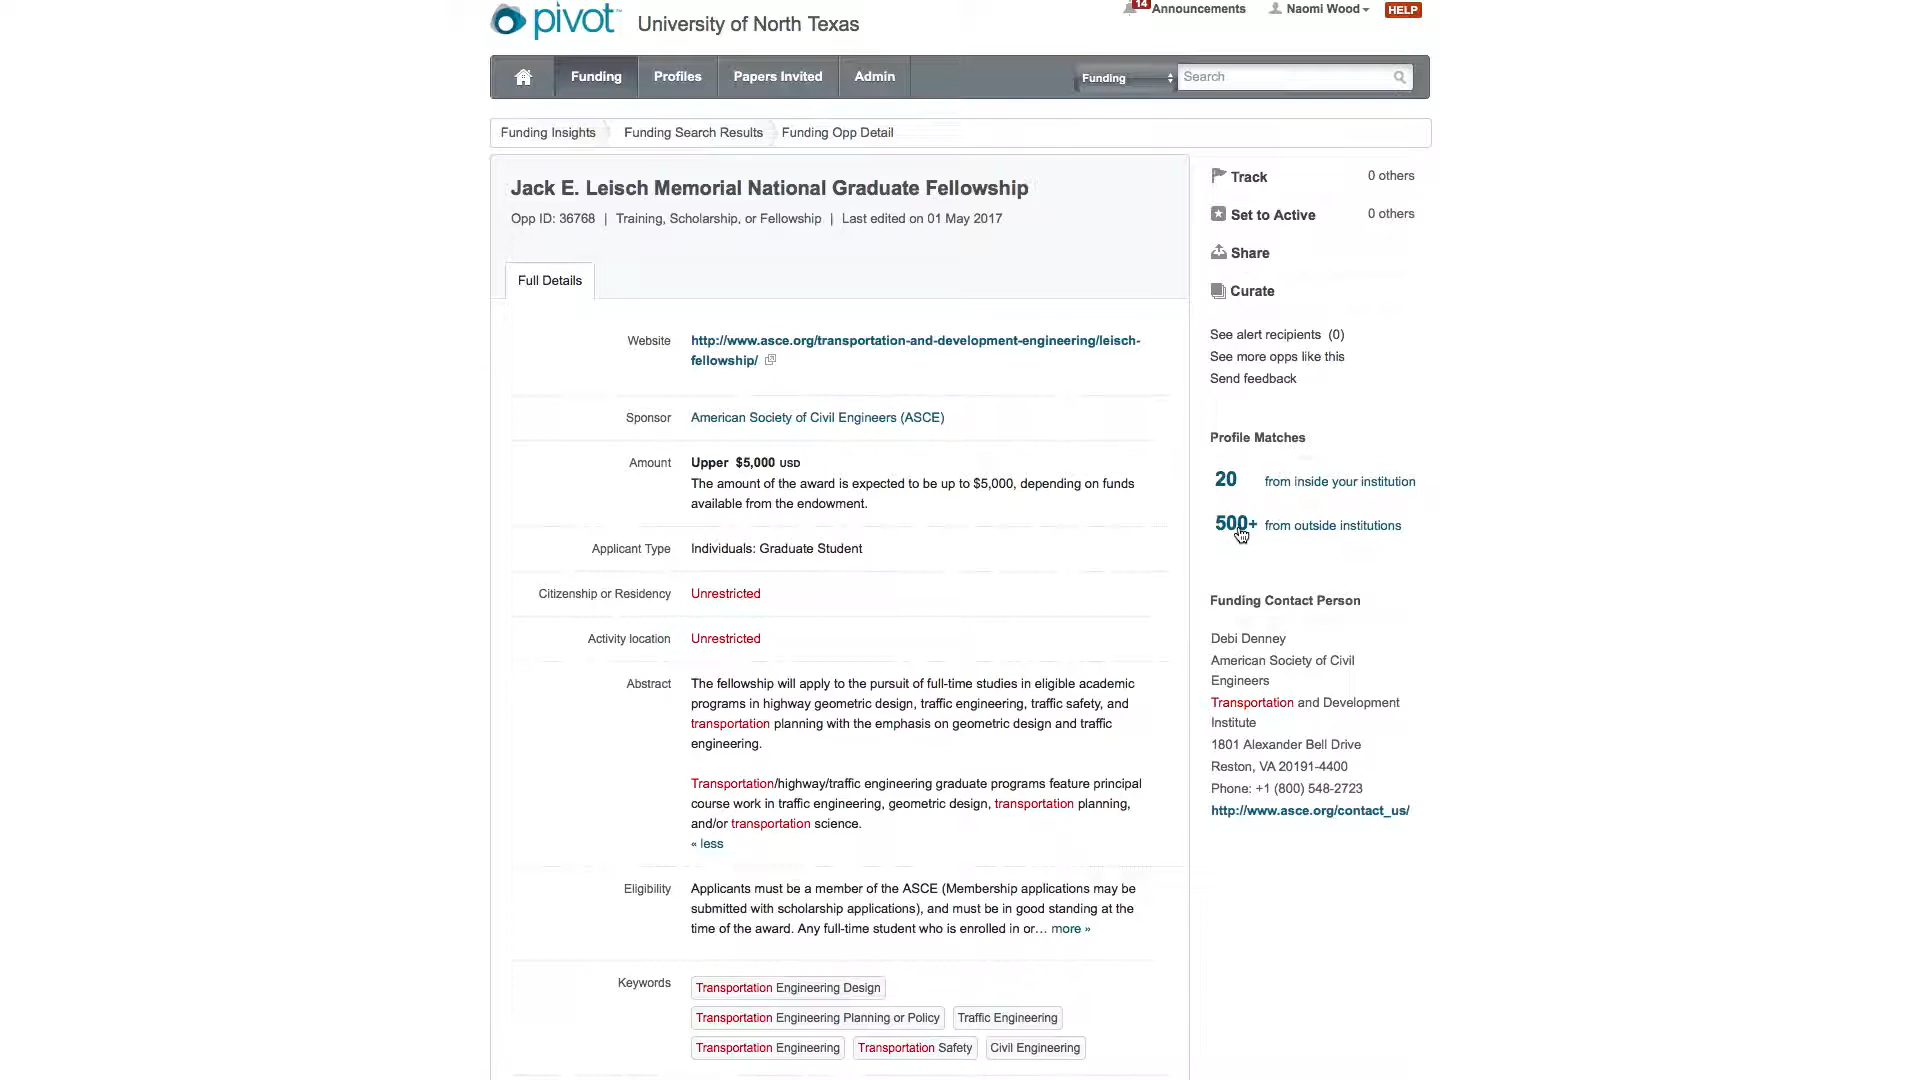 pivot University of North Texas
14 Announcements Naomi Wood HELP
Funding Profiles Papers Invited Admin Funding Search
Funding Insights Funding Search Results Funding Opp Detail
Jack E. Leisch Memorial National Graduate Fellowship
Opp ID: 36768 | Training, Scholarship, or Fellowship | Last edited on 01 May 2017
Full Details
Website http://www.asce.org/transportation-and-development-engineering/leisch-
fellowship/
Sponsor American Society of Civil Engineers (ASCE)
Amount Upper $5,000 USD
The amount of the award is expected to be up to $5,000, depending on funds
available from the endowment.
Applicant Type Individuals: Graduate Student
Citizenship or Residency Unrestricted
Activity location Unrestricted
Abstract The fellowship will apply to the pursuit of full-time studies in eligible academic
programs in highway geometric design, traffic engineering, traffic safety, and
transportation planning with the emphasis on geometric design and traffic
engineering.
Transportation/highway/traffic engineering graduate programs feature principal
course work in traffic engineering, geometric design, transportation planning,
and/or transportation science.
« less
Eligibility Applicants must be a member of the ASCE (Membership applications may be
submitted with scholarship applications), and must be in good standing at the
time of the award. Any full-time student who is enrolled in or… more »
Keywords Transportation Engineering Design
Transportation Engineering Planning or Policy Traffic Engineering
Transportation Engineering Transportation Safety Civil Engineering
Track 0 others
Set to Active 0 others
Share
Curate
See alert recipients (0)
See more opps like this
Send feedback
Profile Matches
20 from inside your institution
500+ from outside institutions
Funding Contact Person
Debi Denney
American Society of Civil
Engineers
Transportation and Development
Institute
1801 Alexander Bell Drive
Reston, VA 20191-4400
Phone: +1 (800) 548-2723
http://www.asce.org/contact_us/